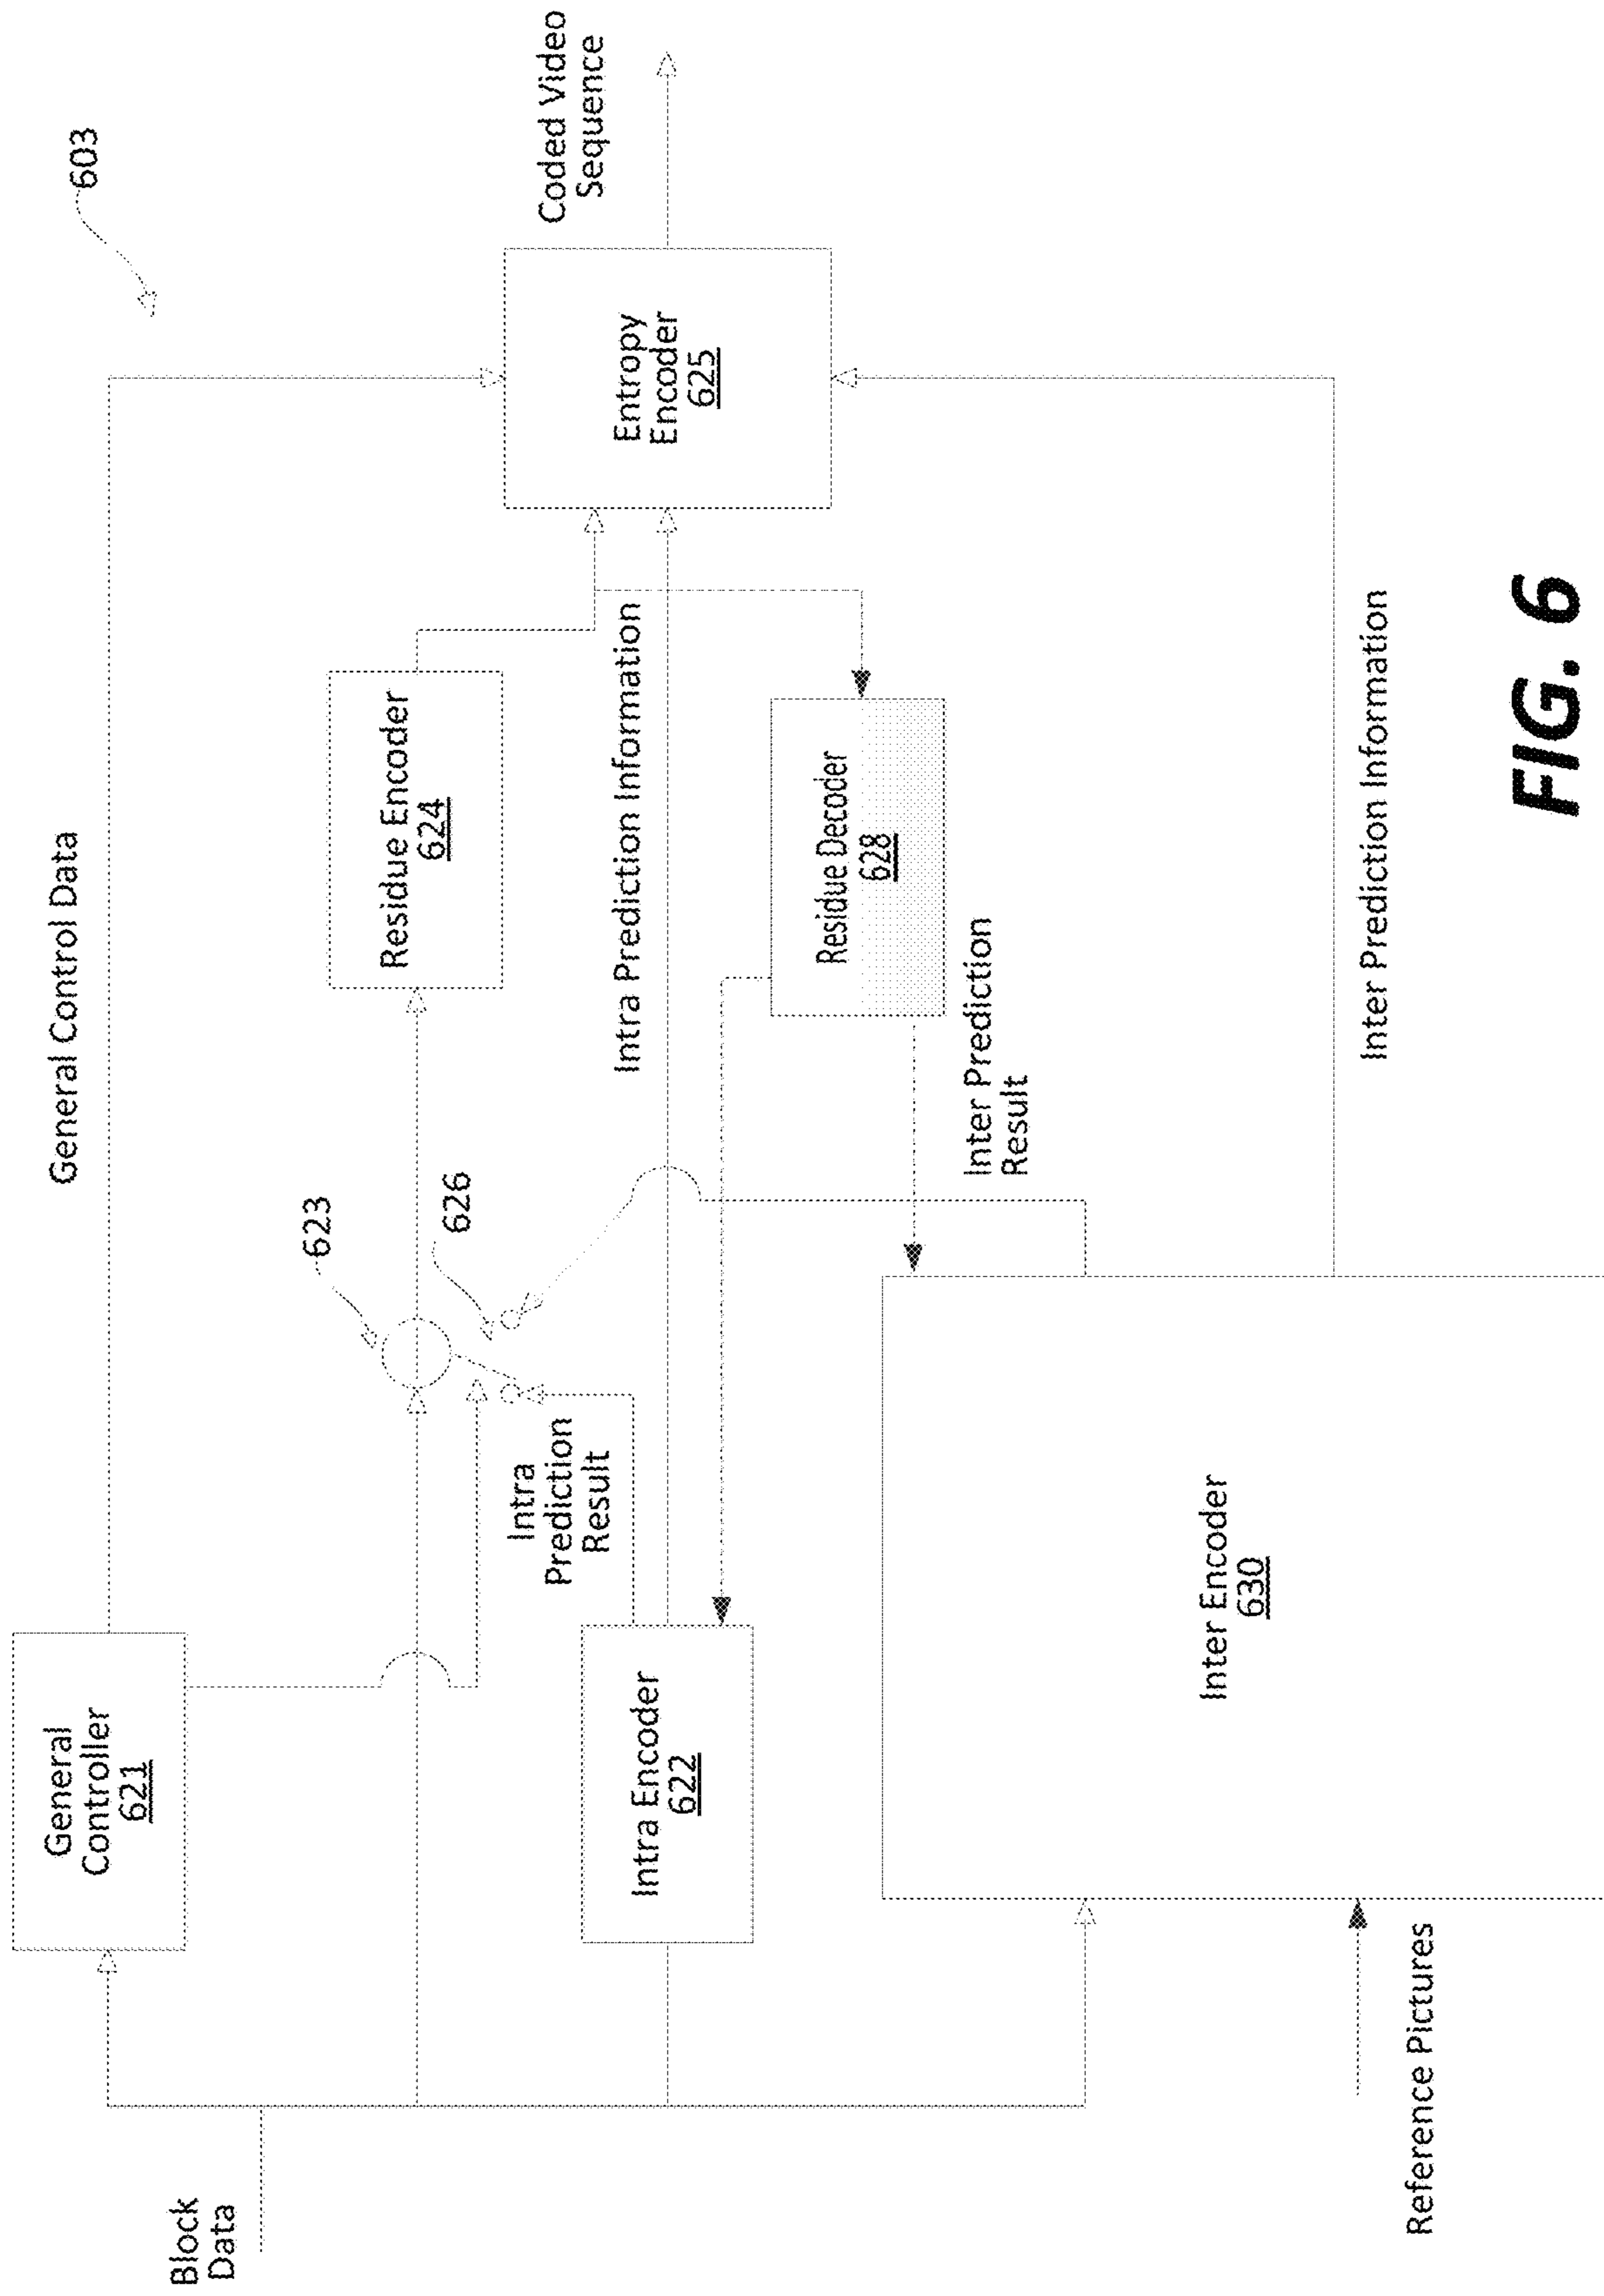 603
General Control Data
Coded Video
Sequence
General
Controller
621
623
626
Residue Encoder
624
Entropy
Encoder
625
Block
Data
Intra
Prediction
Result
Intra Prediction Information
Intra Encoder
622
Residue Decoder
628
Inter Prediction
Result
Inter Encoder
630
Inter Prediction Information
Reference Pictures
FIG. 6